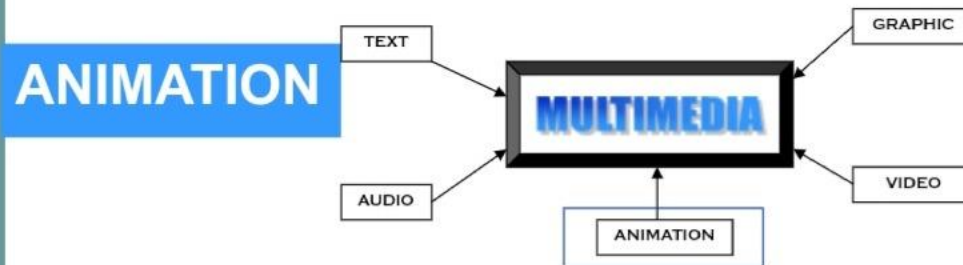 ANIMATION
TEXT
GRAPHIC
MULTIMEDIA
AUDIO
VIDEO
ANIMATION